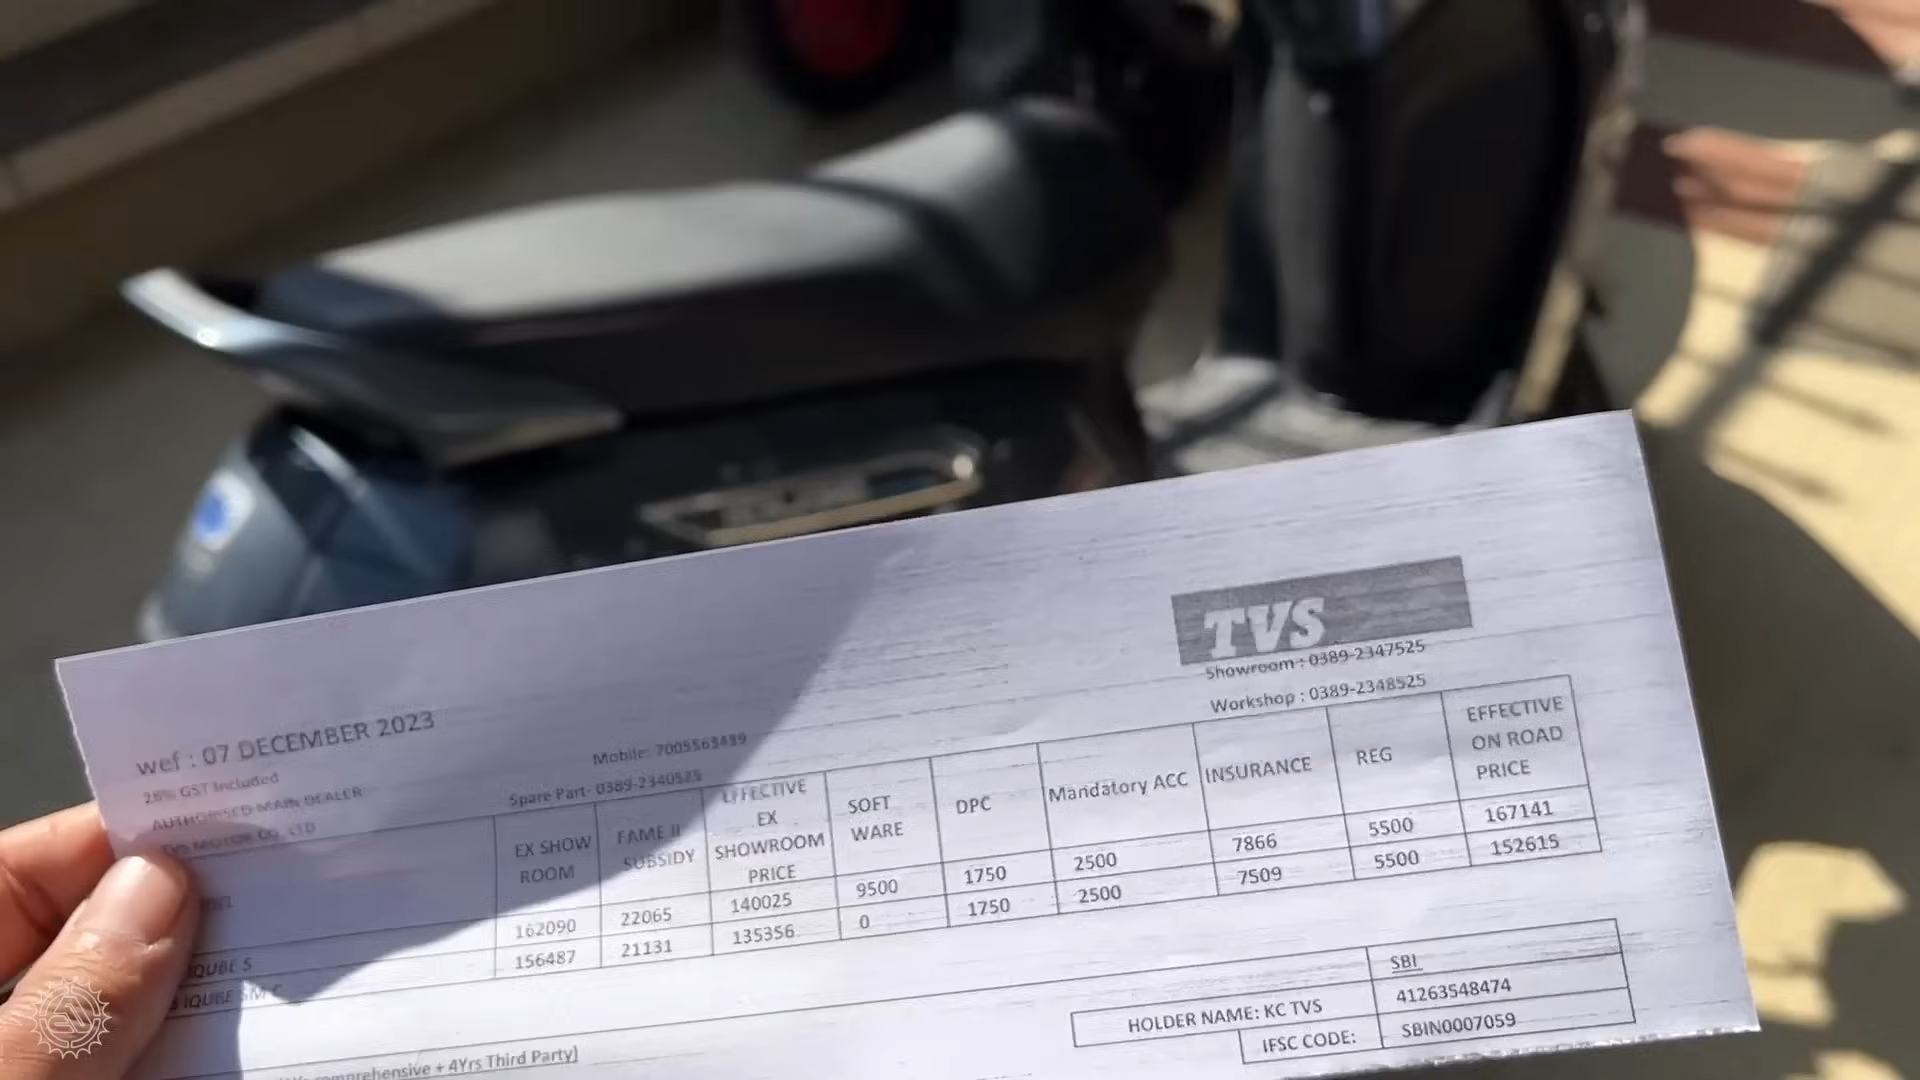 TVS
Showroom : 0389-2347525
Workshop : 0389-2348525
wef : 07 DECEMBER 2023
28% GST Included
AUTHORISED MAIN DEALER
TVS MOTOR CO. LTD
Mobile: 7005563439
Spare Part- 0389-2340525
EX SHOW ROOM
FAME II SUBSIDY
EFFECTIVE EX SHOWROOM PRICE
SOFT WARE
DPC
Mandatory ACC
INSURANCE
REG
EFFECTIVE ON ROAD PRICE
IQUBE S 162090 22065 140025 9500 1750 2500 7866 5500 167141
IQUBE 156487 21131 135356 0 1750 2500 7509 5500 152615
SBI
HOLDER NAME: KC TVS 41263548474
IFSC CODE: SBIN0007059
comprehensive + 4Yrs Third Party)